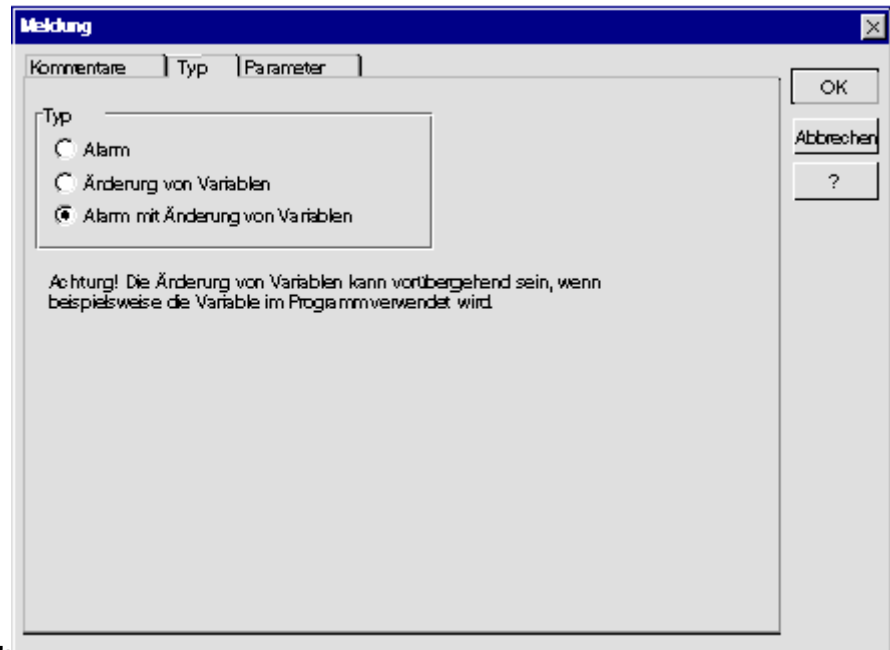 Meldung
Kommentare Typ Parameter
OK
Typ
Abbrechen
Alarm
?
Änderung von Variablen
Alarm mit Änderung von Variablen
Achtung! Die Änderung von Variablen kann vorübergehend sein, wenn
beispielsweise die Variable im Programm verwendet wird.